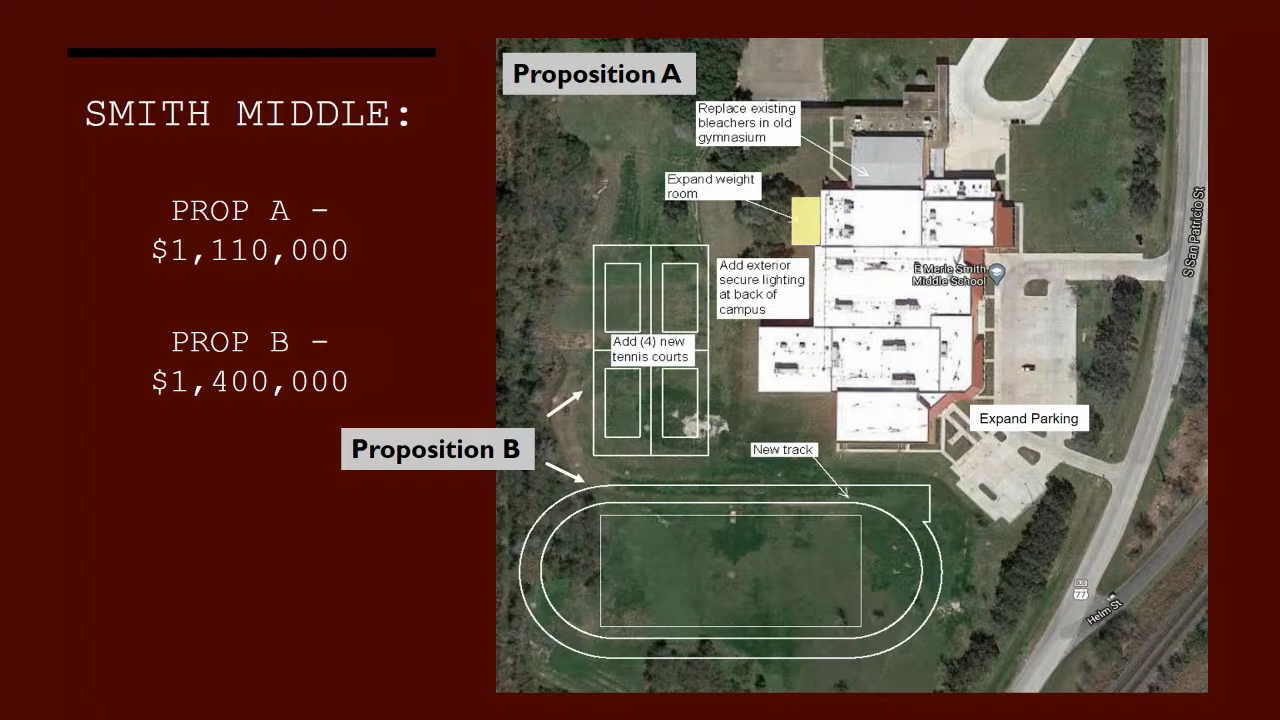 SMITH MIDDLE:
PROP A –
$1,110,000
PROP B –
$1,400,000
Proposition A
Replace existing
bleachers in old
gymnasium
Expand weight
room
Add exterior
secure lighting
at back of
campus
E Merle Smith
Middle School
S San Patricio St
Add (4) new
tennis courts
Expand Parking
Proposition B
New track
BUS
77
Helm St